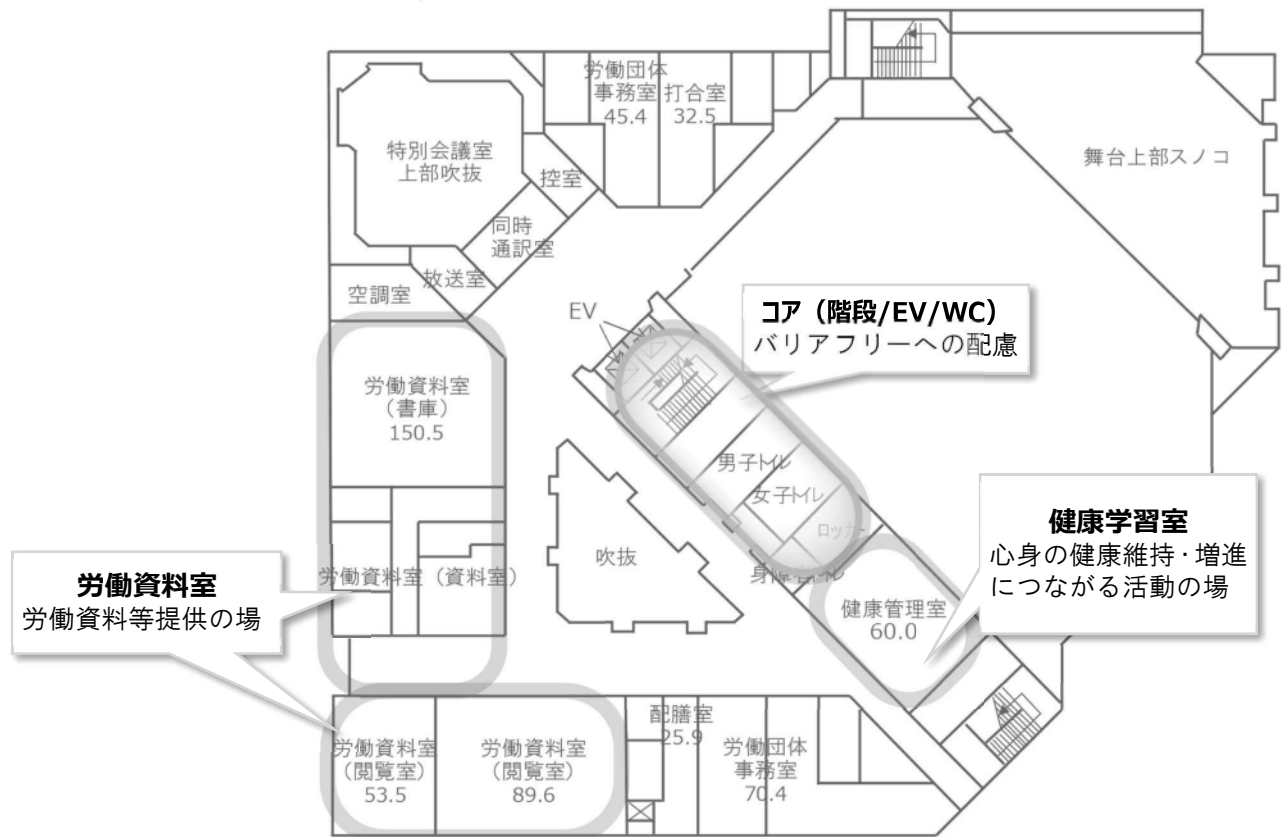 労働団体
事務室
45.4
打合室
32.5
特別会議室
上部吹抜
控室
同時
通訳室
放送室
空調室
舞台上部スノコ
EV
コア（階段/EV/WC）
バリアフリーへの配慮
労働資料室
（書庫）
150.5
男子トイレ
女子トイレ
ロッカー
身障者トイレ
健康学習室
心身の健康維持・増進
につながる活動の場
吹抜
健康管理室
60.0
労働資料室
労働資料等提供の場
労働資料室（資料室）
労働資料室
（閲覧室）
53.5
労働資料室
（閲覧室）
89.6
配膳室
25.9
労働団体
事務室
70.4